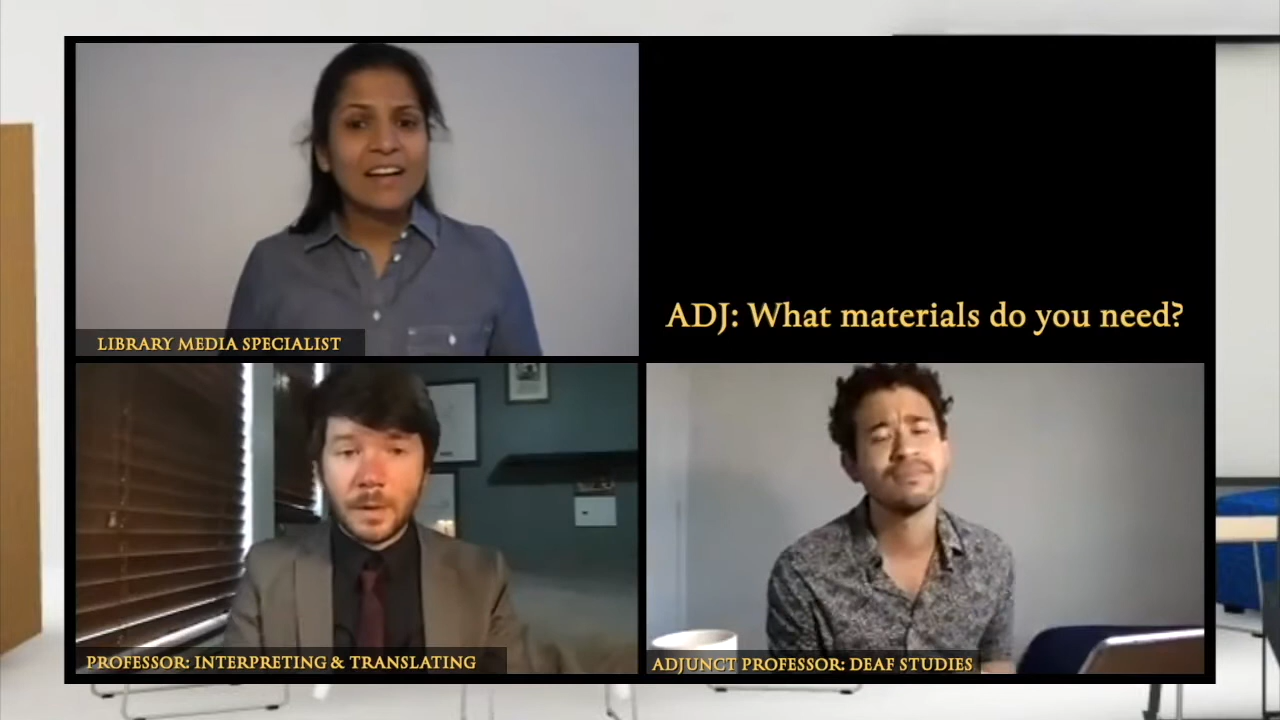 ADJ: What materials do you need?
LIBRARY MEDIA SPECIALIST
PROFESSOR: INTERPRETING & TRANSLATING
ADJUNCT PROFESSOR: DEAF STUDIES